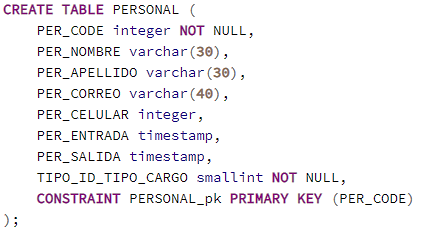 CREATE TABLE PERSONAL (
    PER_CODE integer NOT NULL,
    PER_NOMBRE varchar(30),
    PER_APELLIDO varchar(30),
    PER_CORREO varchar(40),
    PER_CELULAR integer,
    PER_ENTRADA timestamp,
    PER_SALIDA timestamp,
    TIPO_ID_TIPO_CARGO smallint NOT NULL,
    CONSTRAINT PERSONAL_pk PRIMARY KEY (PER_CODE)
);